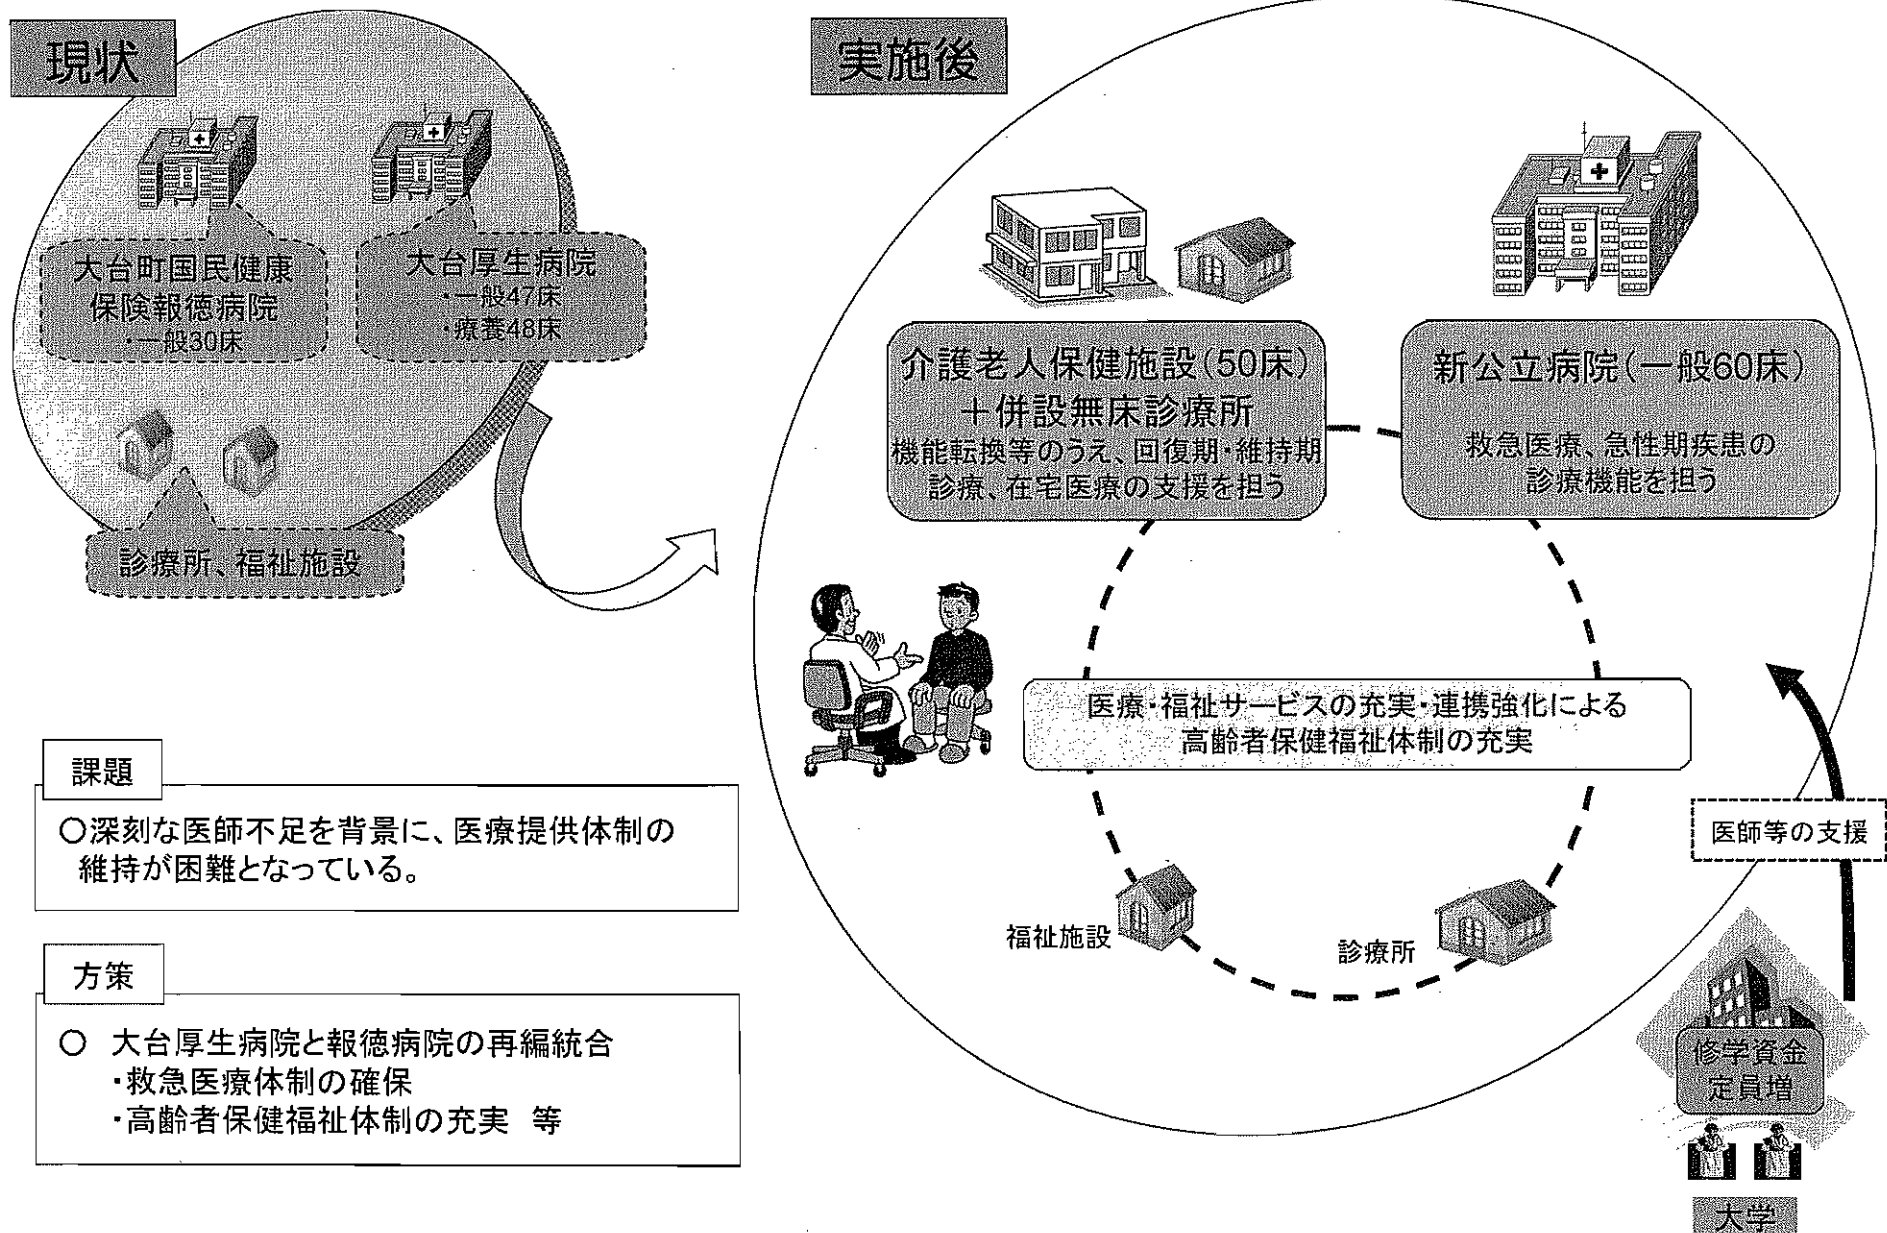 現状
大台町国民健康
保険報徳病院
・一般30床
大台厚生病院
・一般47床
・療養48床
診療所、福祉施設
課題
○深刻な医師不足を背景に、医療提供体制の
維持が困難となっている。
方策
○ 大台厚生病院と報徳病院の再編統合
・救急医療体制の確保
・高齢者保健福祉体制の充実 等
実施後
介護老人保健施設(50床)
＋併設無床診療所
機能転換等のうえ、回復期・維持期
診療、在宅医療の支援を担う
新公立病院(一般60床)
救急医療、急性期疾患の
診療機能を担う
医療・福祉サービスの充実・連携強化による
高齢者保健福祉体制の充実
福祉施設
診療所
医師等の支援
修学資金
定員増
大学